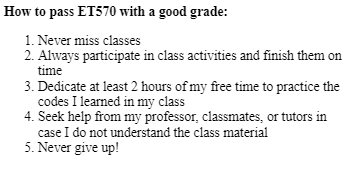 How to pass ET570 with a good grade:
1. Never miss classes
2. Always participate in class activities and finish them on
time
3. Dedicate at least 2 hours of my free time to practice the
codes I learned in my class
4. Seek help from my professor, classmates, or tutors in
case I do not understand the class material
5. Never give up!